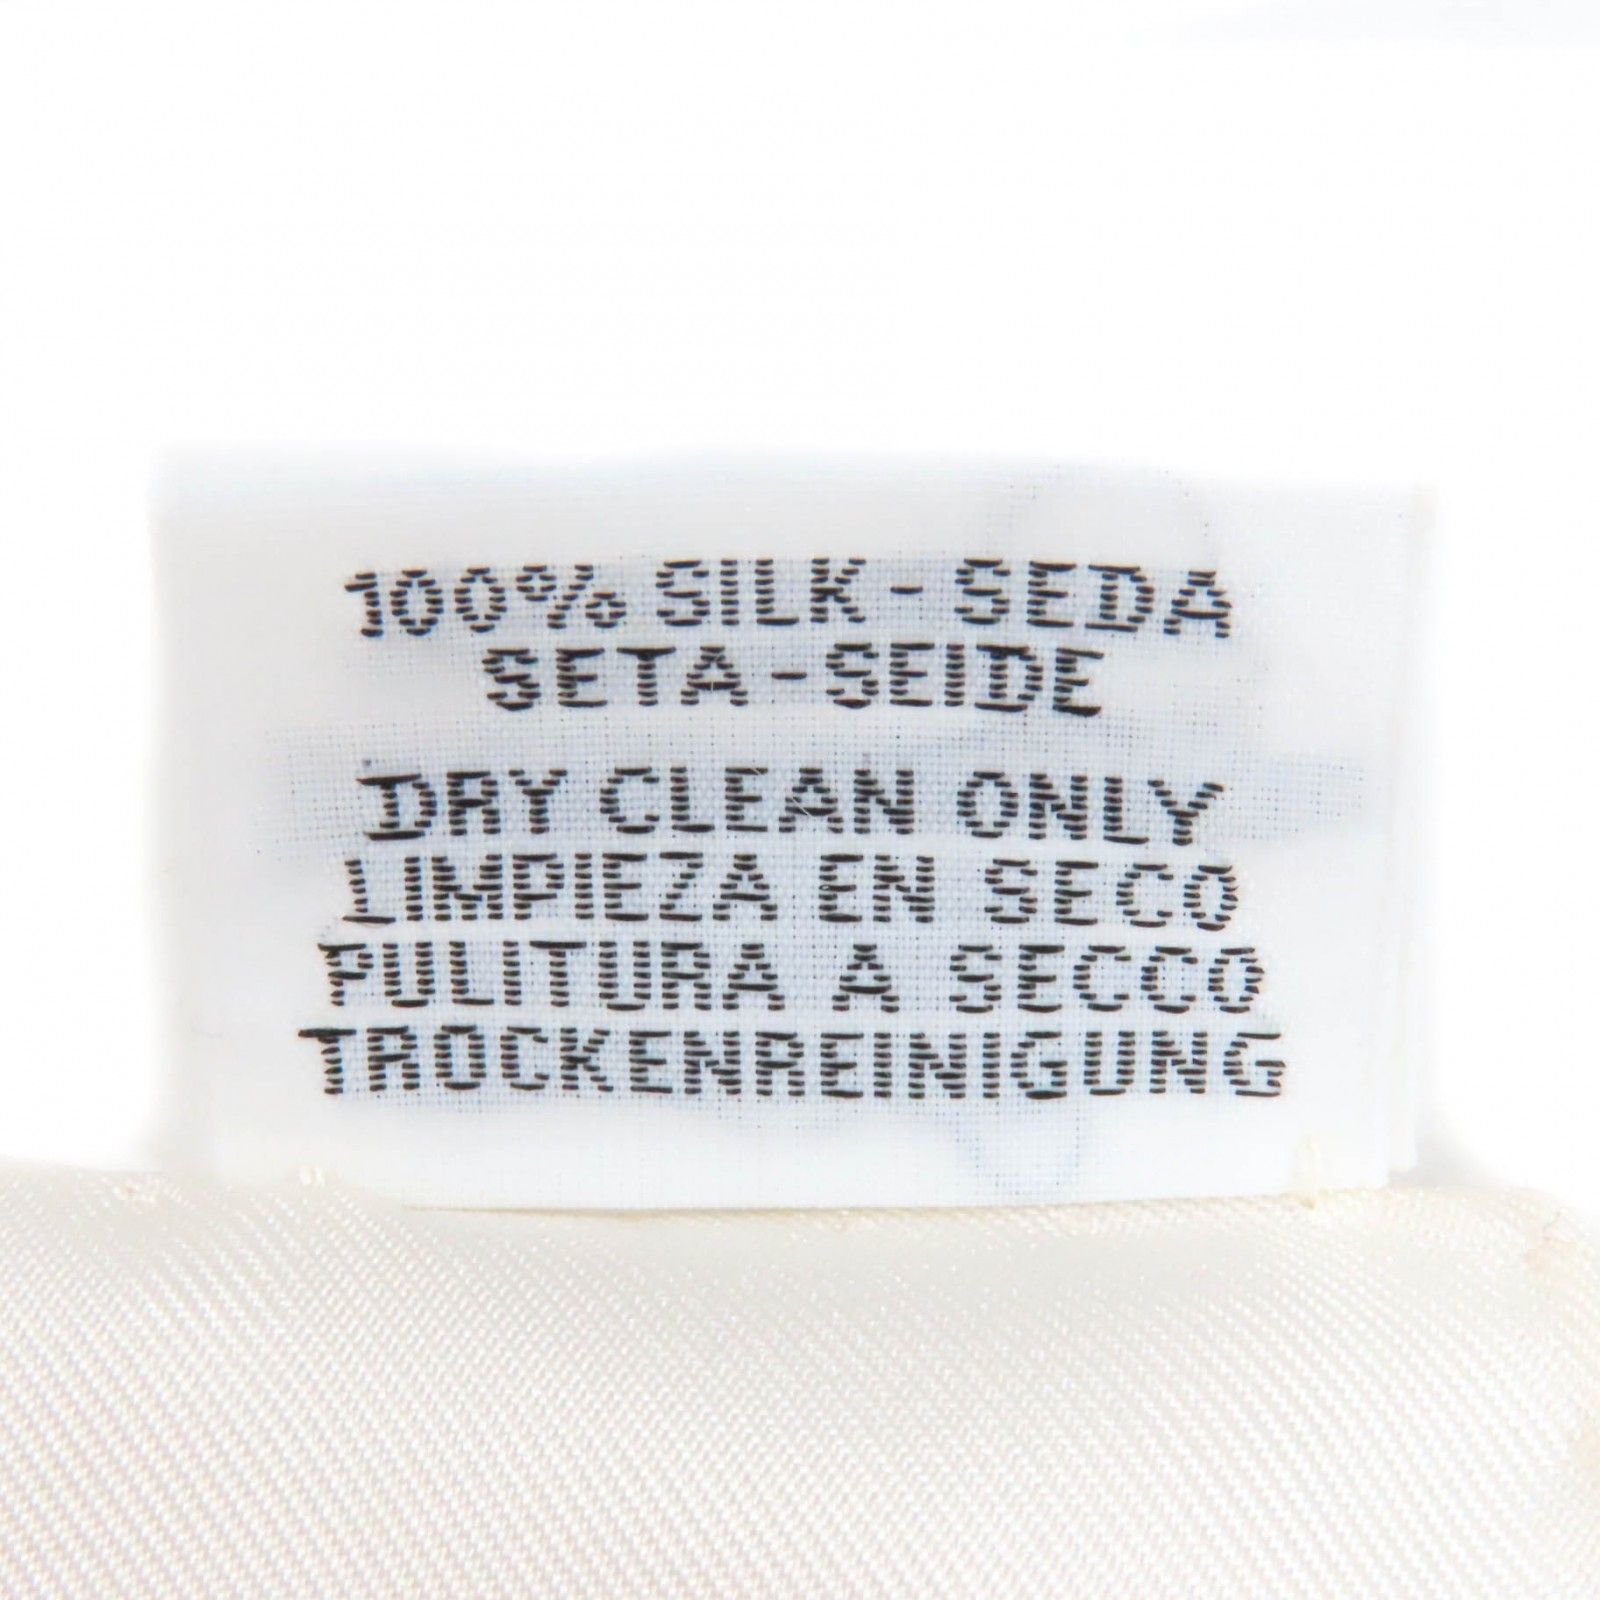 100% SILK - SEDA
SETA - SEIDE
DRY CLEAN ONLY
LIMPIEZA EN SECO
PULITURA A SECCO
TROCKENREINIGUNG